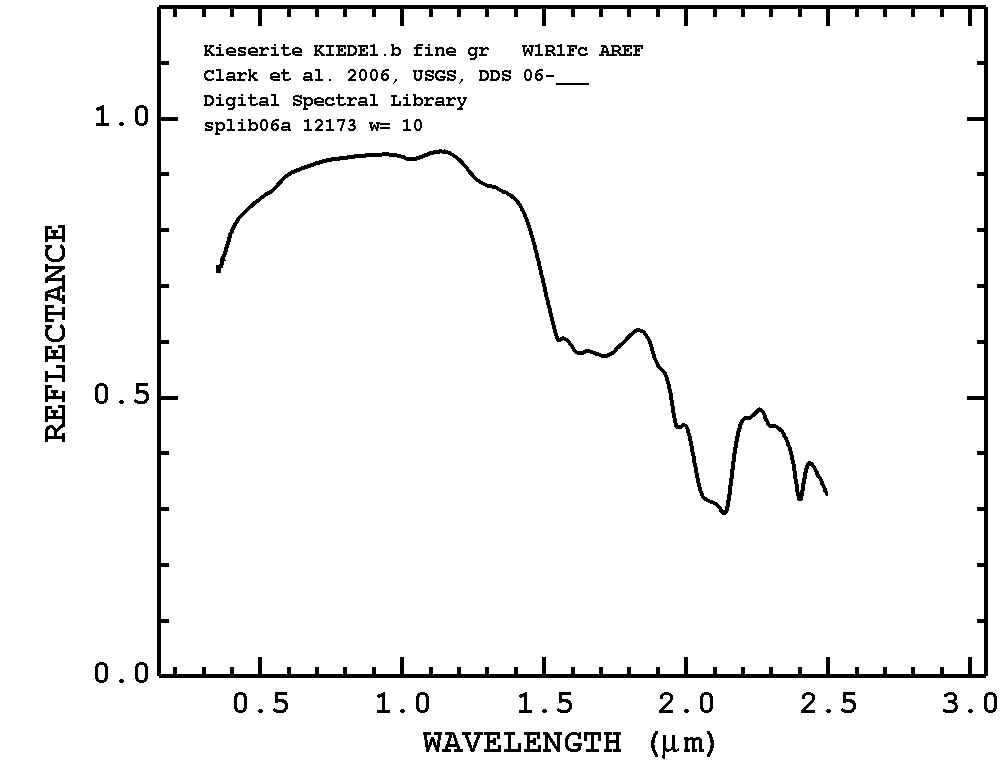 Kieserite KIEDE1.b fine gr W1R1Fc AREF
Clark et al. 2006, USGS, DDS 06-___
Digital Spectral Library
splib06a 12173 w= 10
1.0
0.5
0.0
REFLECTANCE
0.5 1.0 1.5 2.0 2.5 3.0
WAVELENGTH (μm)